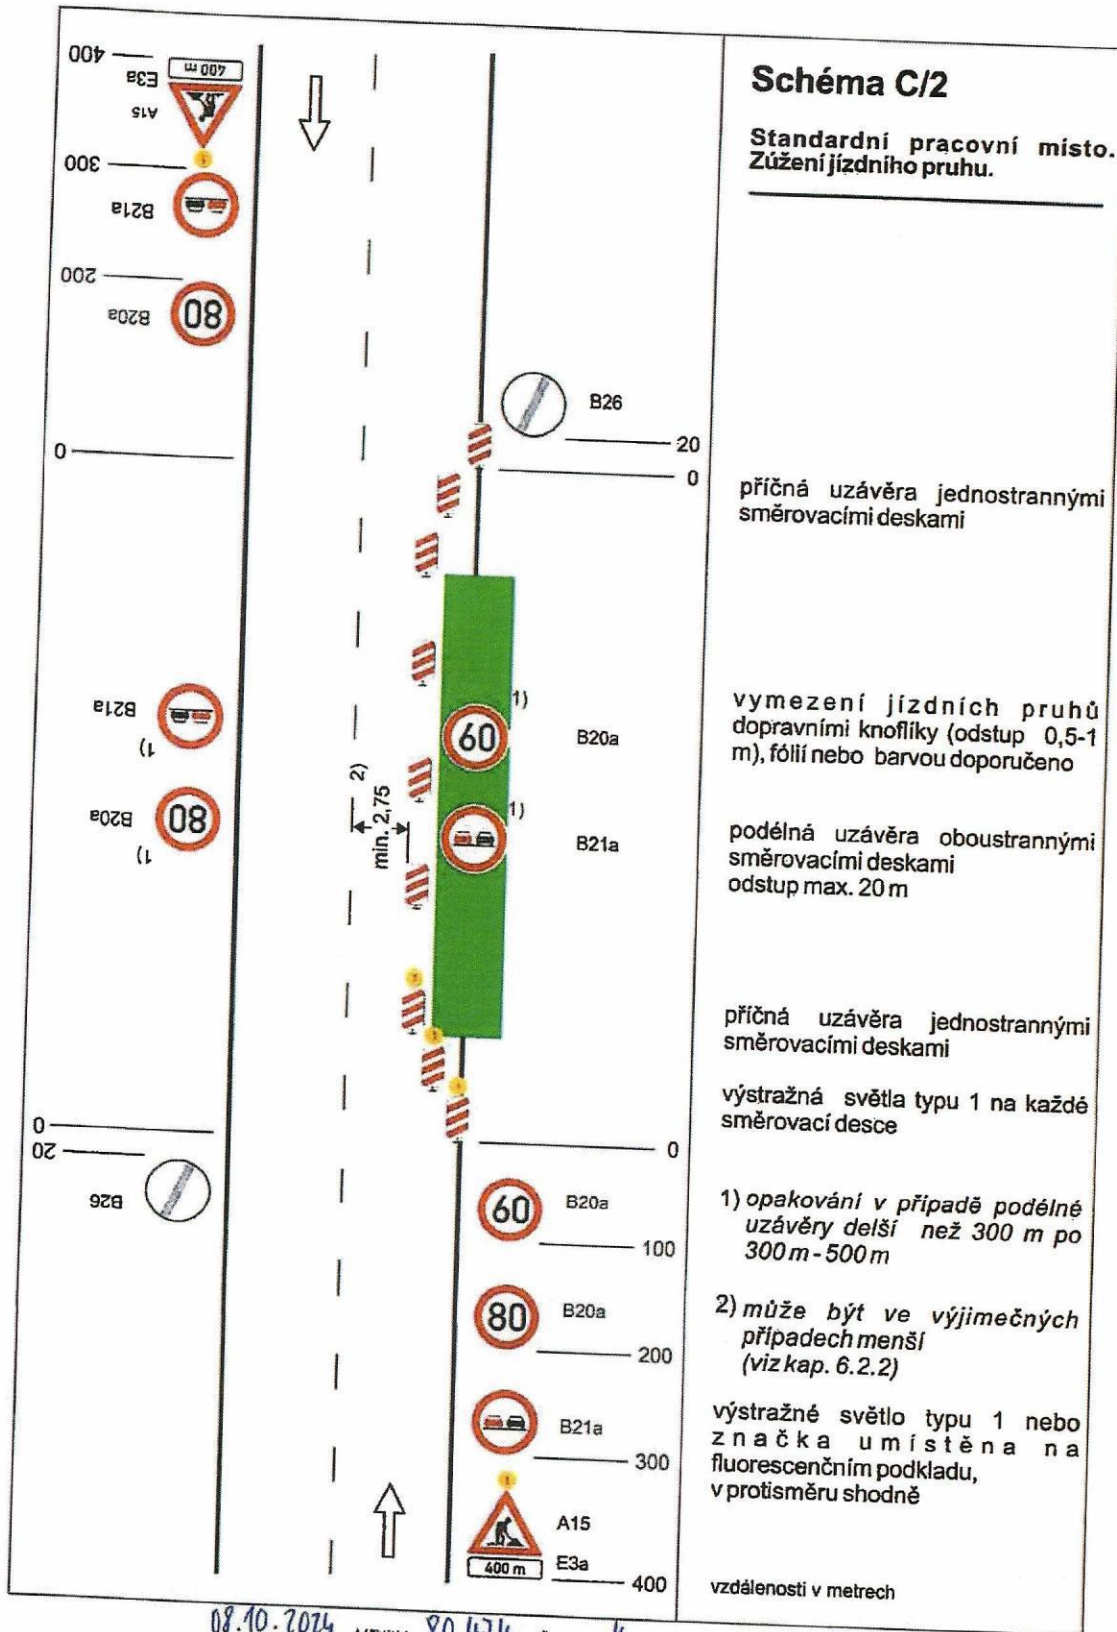 Schéma C/2
Standardní pracovní místo.
Zúžení jízdního pruhu.
400
400 m
E3a
A15
300
B21a
200
80
B20a
0
B26
20
0
příčná uzávěra jednostrannými
směrovacími deskami
1)
60
B20a
vymezení jízdních pruhů
dopravními knoflíky (odstup 0,5-1
m), fólií nebo barvou doporučeno
B21a
1)
2)
min. 2,75
80
B20a
1)
1)
B21a
podélná uzávěra oboustrannými
směrovacími deskami
odstup max. 20 m
příčná uzávěra jednostrannými
směrovacími deskami
výstražná světla typu 1 na každé
směrovací desce
0
20
B26
0
60
B20a
100
1) opakování v případě podélné
uzávěry delší než 300 m po
300 m - 500 m
80
B20a
200
2) může být ve výjimečných
případech menší
(viz kap. 6.2.2)
B21a
300
výstražné světlo typu 1 nebo
značka umístěna na
fluorescenčním podkladu,
v protisměru shodně
A15
400 m
E3a
400
vzdálenosti v metrech
08.10.2024 80 474